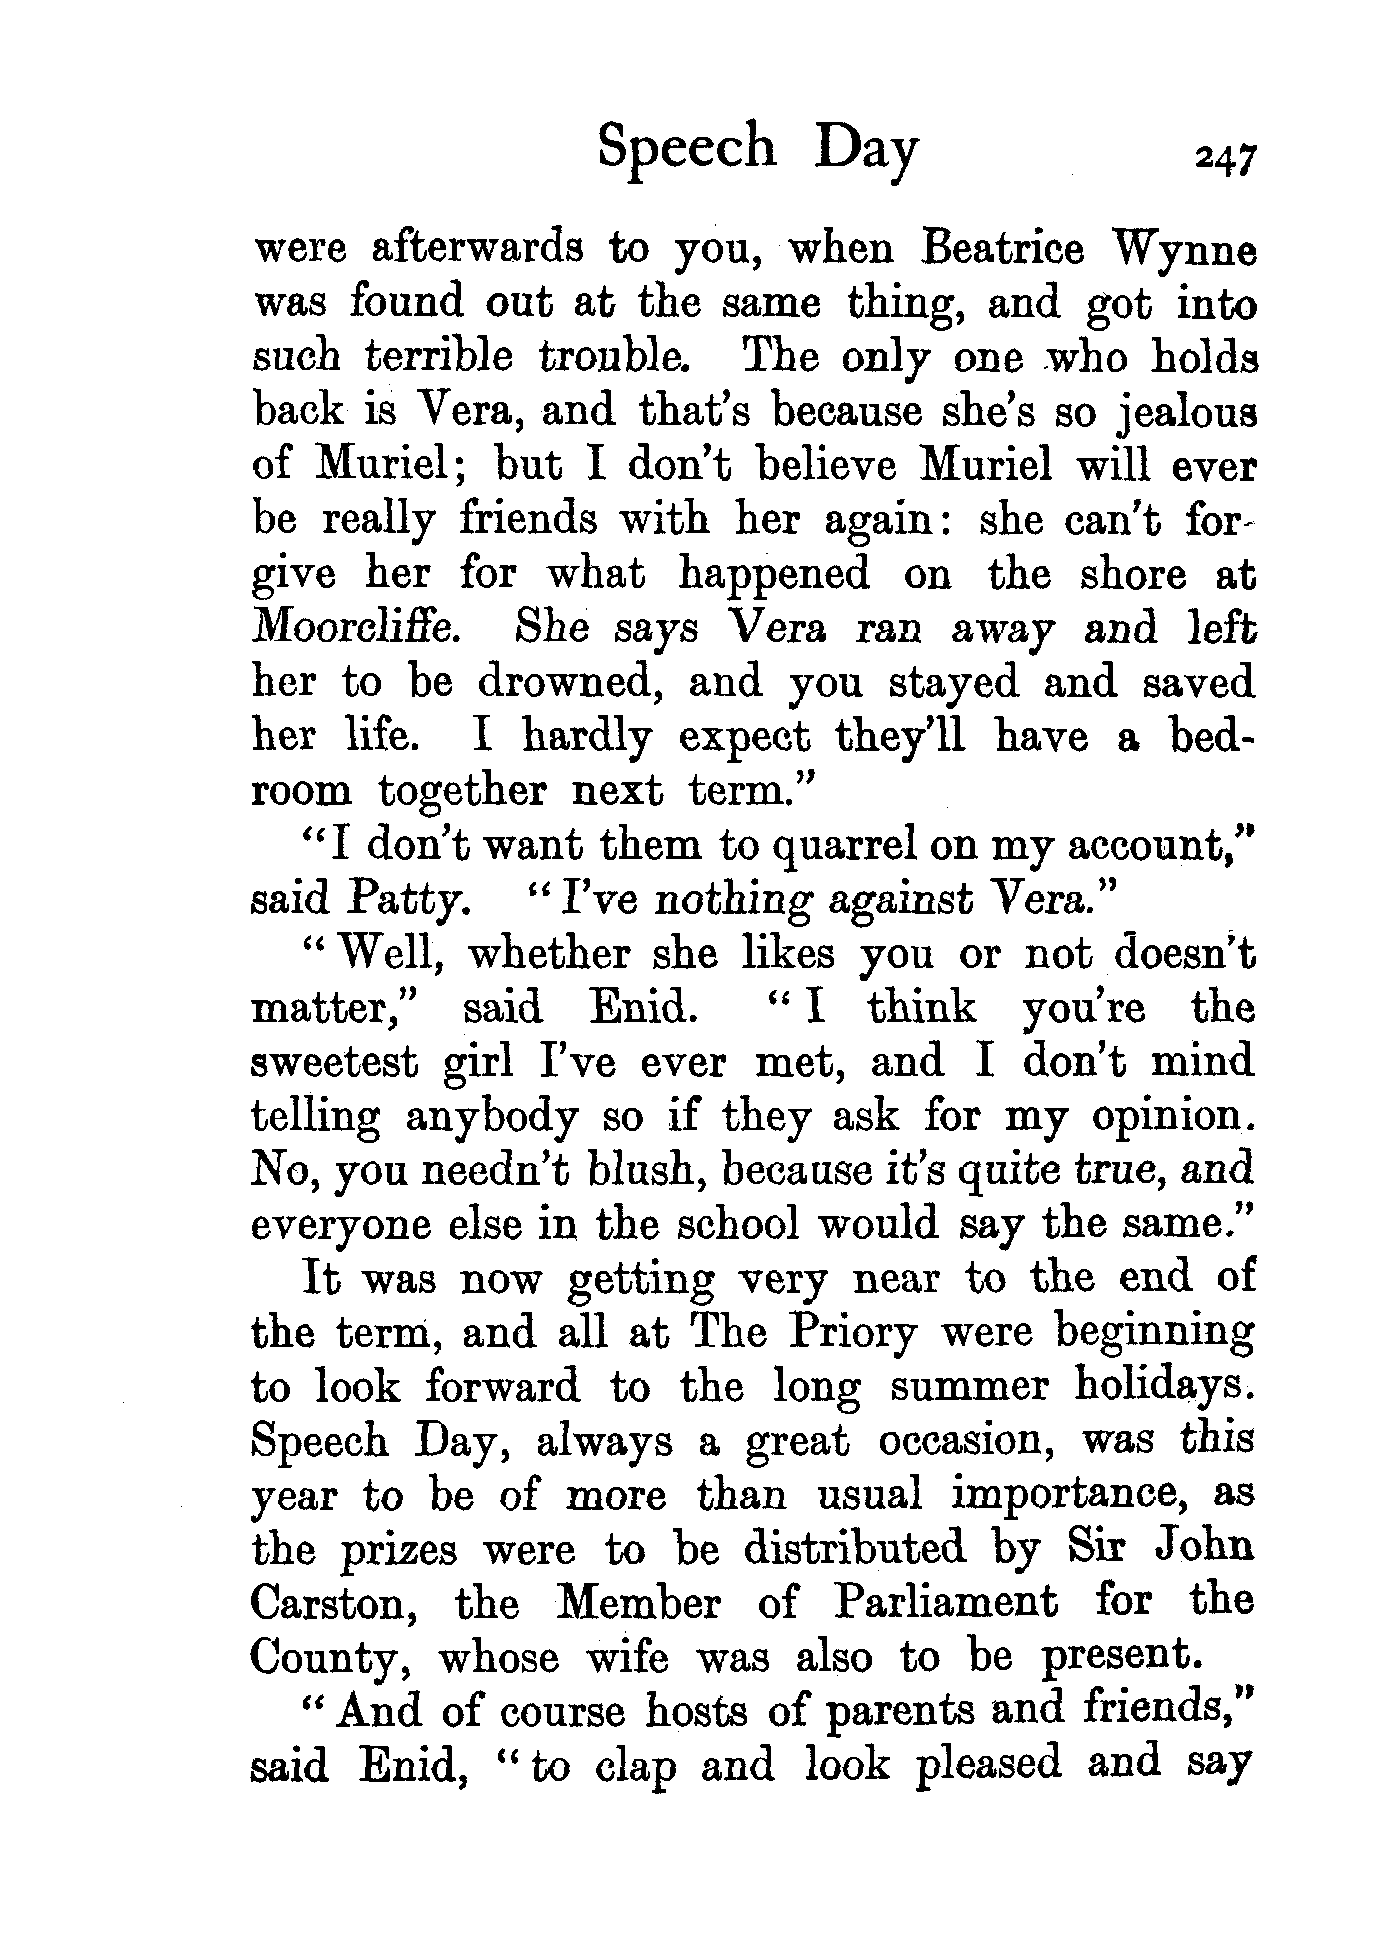 Speech Day 247
were afterwards to you, when Beatrice Wynne
was found out at the same thing, and got into
such terrible trouble. The only one who holds
back is Vera, and that's because she's so jealous
of Muriel; but I don't believe Muriel will ever
be really friends with her again: she can't for-
give her for what happened on the shore at
Moorcliffe. She says Vera ran away and left
her to be drowned, and you stayed and saved
her life. I hardly expect they'll have a bed-
room together next term."
"I don't want them to quarrel on my account,"
said Patty. "I've nothing against Vera."
"Well, whether she likes you or not doesn't
matter," said Enid. "I think you're the
sweetest girl I've ever met, and I don't mind
telling anybody so if they ask for my opinion.
No, you needn't blush, because it's quite true, and
everyone else in the school would say the same."
It was now getting very near to the end of
the term, and all at The Priory were beginning
to look forward to the long summer holidays.
Speech Day, always a great occasion, was this
year to be of more than usual importance, as
the prizes were to be distributed by Sir John
Carston, the Member of Parliament for the
County, whose wife was also to be present.
"And of course hosts of parents and friends,"
said Enid, "to clap and look pleased and say